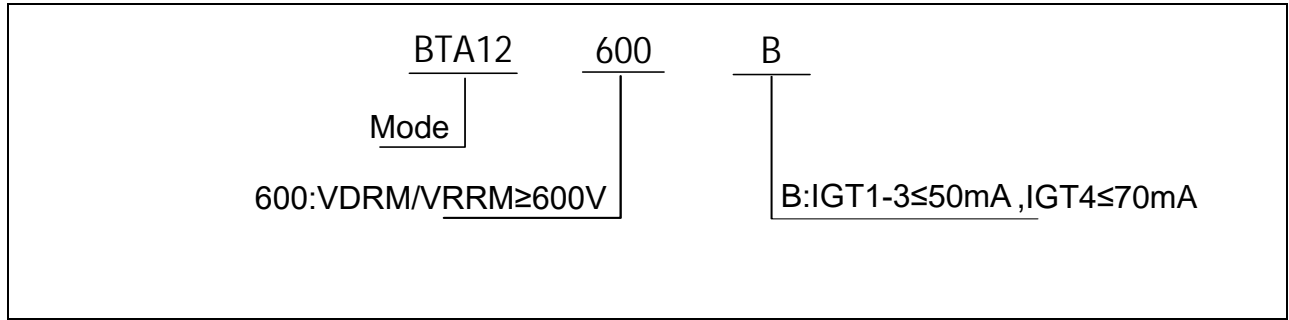 BTA12 600 B
Mode
600:VDRM/VRRM≥600V B:IGT1-3≤50mA ,IGT4≤70mA